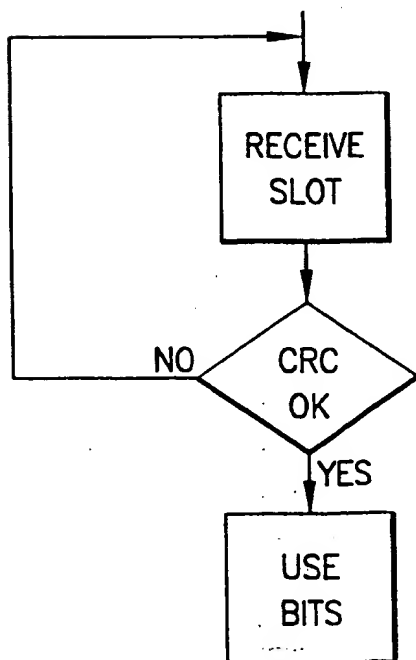 RECEIVE
SLOT
NO
CRC
OK
YES
USE
BITS